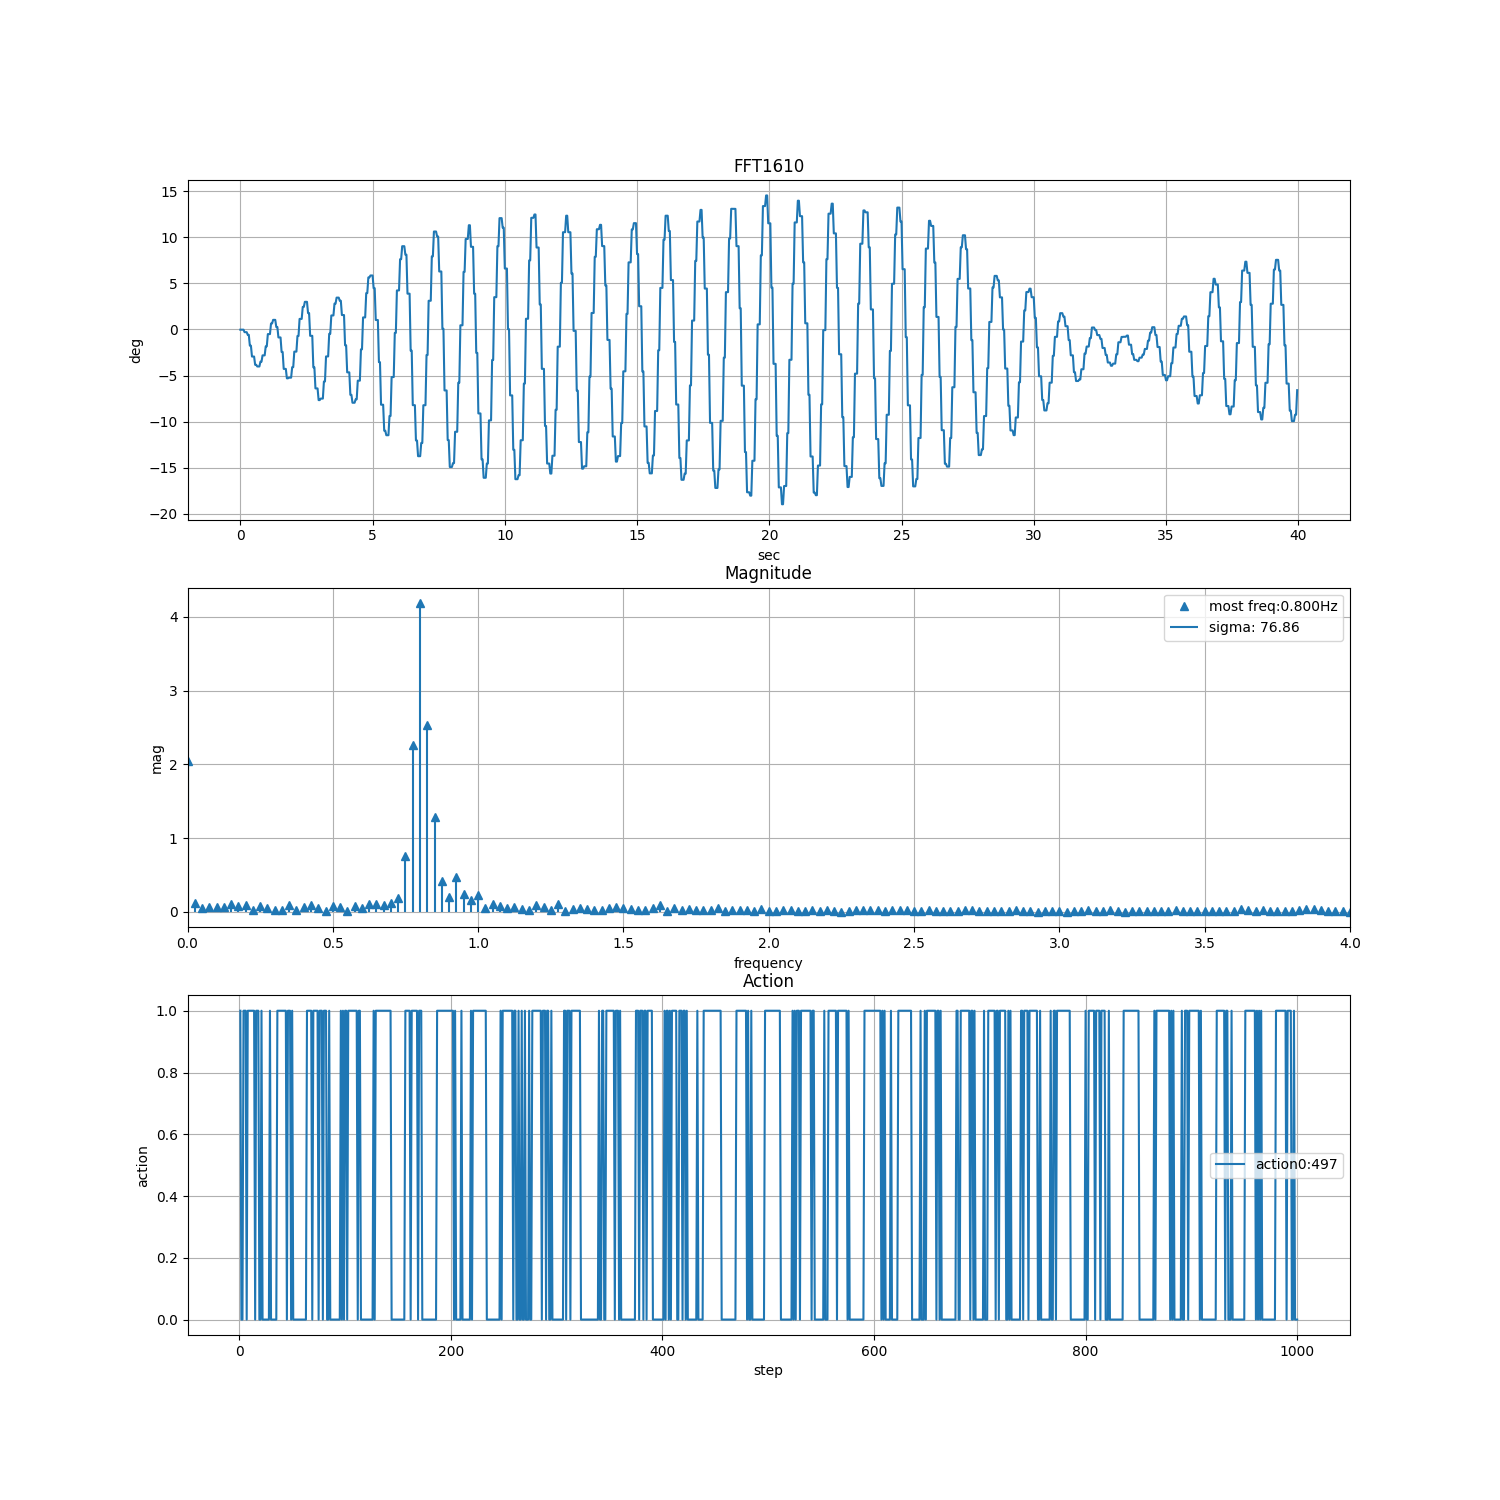 FFT1610
15
10
5
0
−5
−10
−15
−20
deg
0 5 10 15 20 25 30 35 40
sec
Magnitude
most freq:0.800Hz
sigma: 76.86
4
3
2
1
0
mag
0.0 0.5 1.0 1.5 2.0 2.5 3.0 3.5 4.0
frequency
Action
1.0
0.8
0.6
0.4
0.2
0.0
action
action0:497
0 200 400 600 800 1000
step